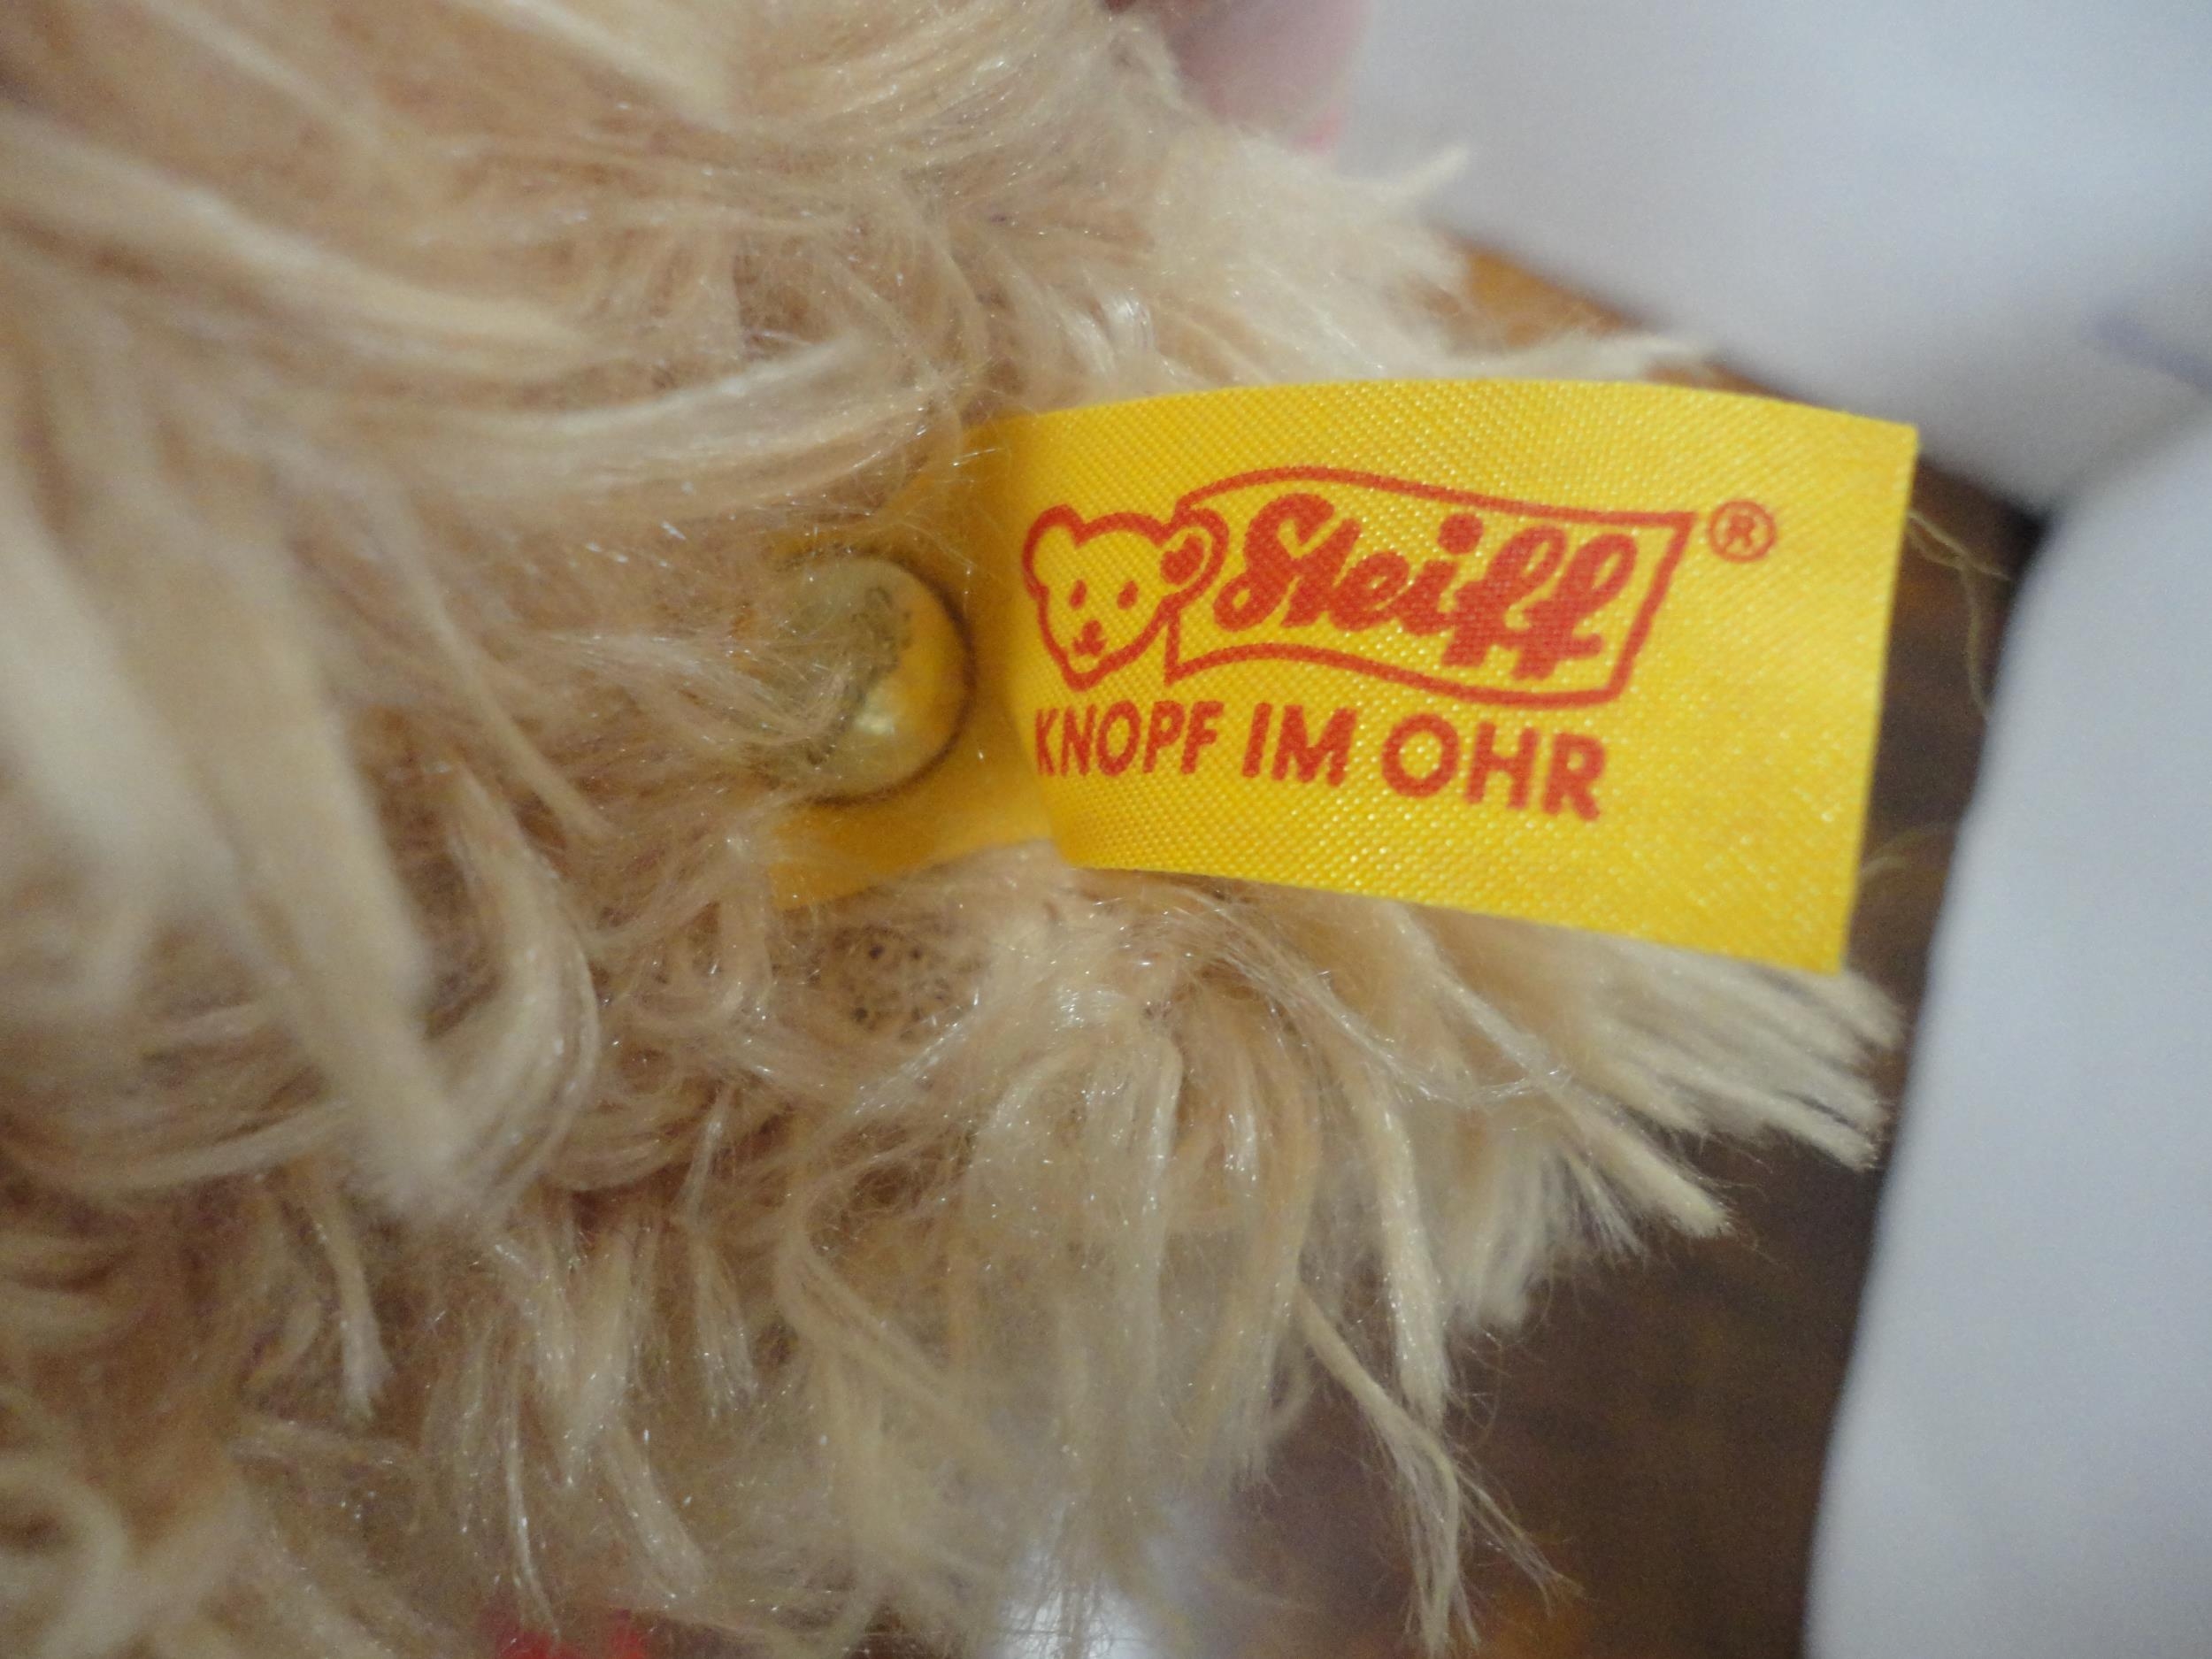 Steiff ®
KNOPF IM OHR